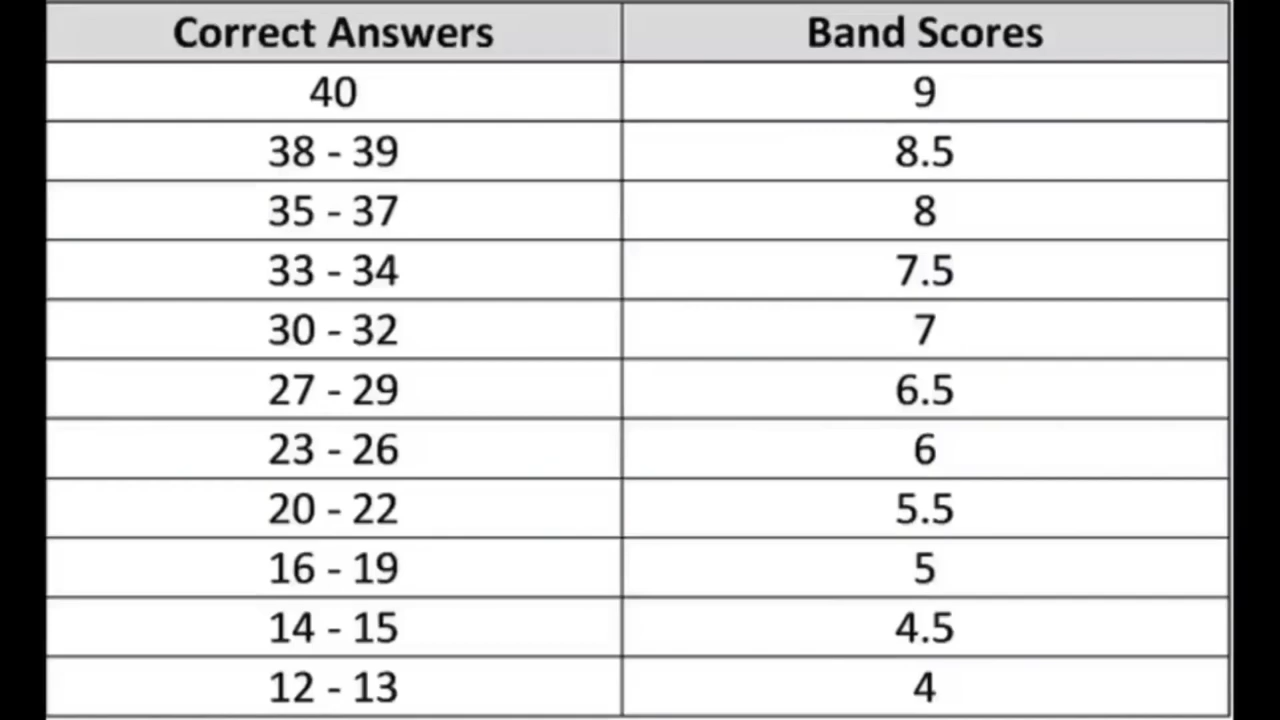 Correct Answers Band Scores
40 9
38 - 39 8.5
35 - 37 8
33 - 34 7.5
30 - 32 7
27 - 29 6.5
23 - 26 6
20 - 22 5.5
16 - 19 5
14 - 15 4.5
12 - 13 4